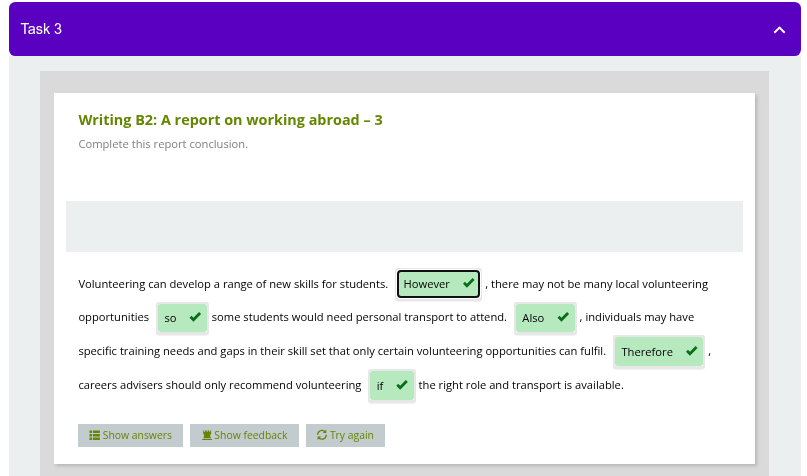 Task 3
Writing B2: A report on working abroad – 3
Complete this report conclusion.
Volunteering can develop a range of new skills for students. However , there may not be many local volunteering
opportunities so some students would need personal transport to attend. Also , individuals may have
specific training needs and gaps in their skill set that only certain volunteering opportunities can fulfil. Therefore ,
careers advisers should only recommend volunteering if the right role and transport is available.
Show answers Show feedback Try again